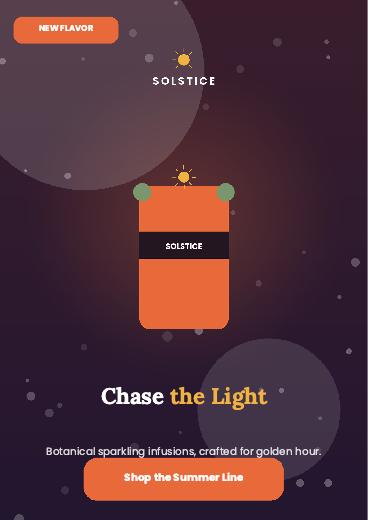 NEW FLAVOR
SOLSTICE
SOLSTICE
Chase the Light
Botanical sparkling infusions, crafted for golden hour.
Shop the Summer Line